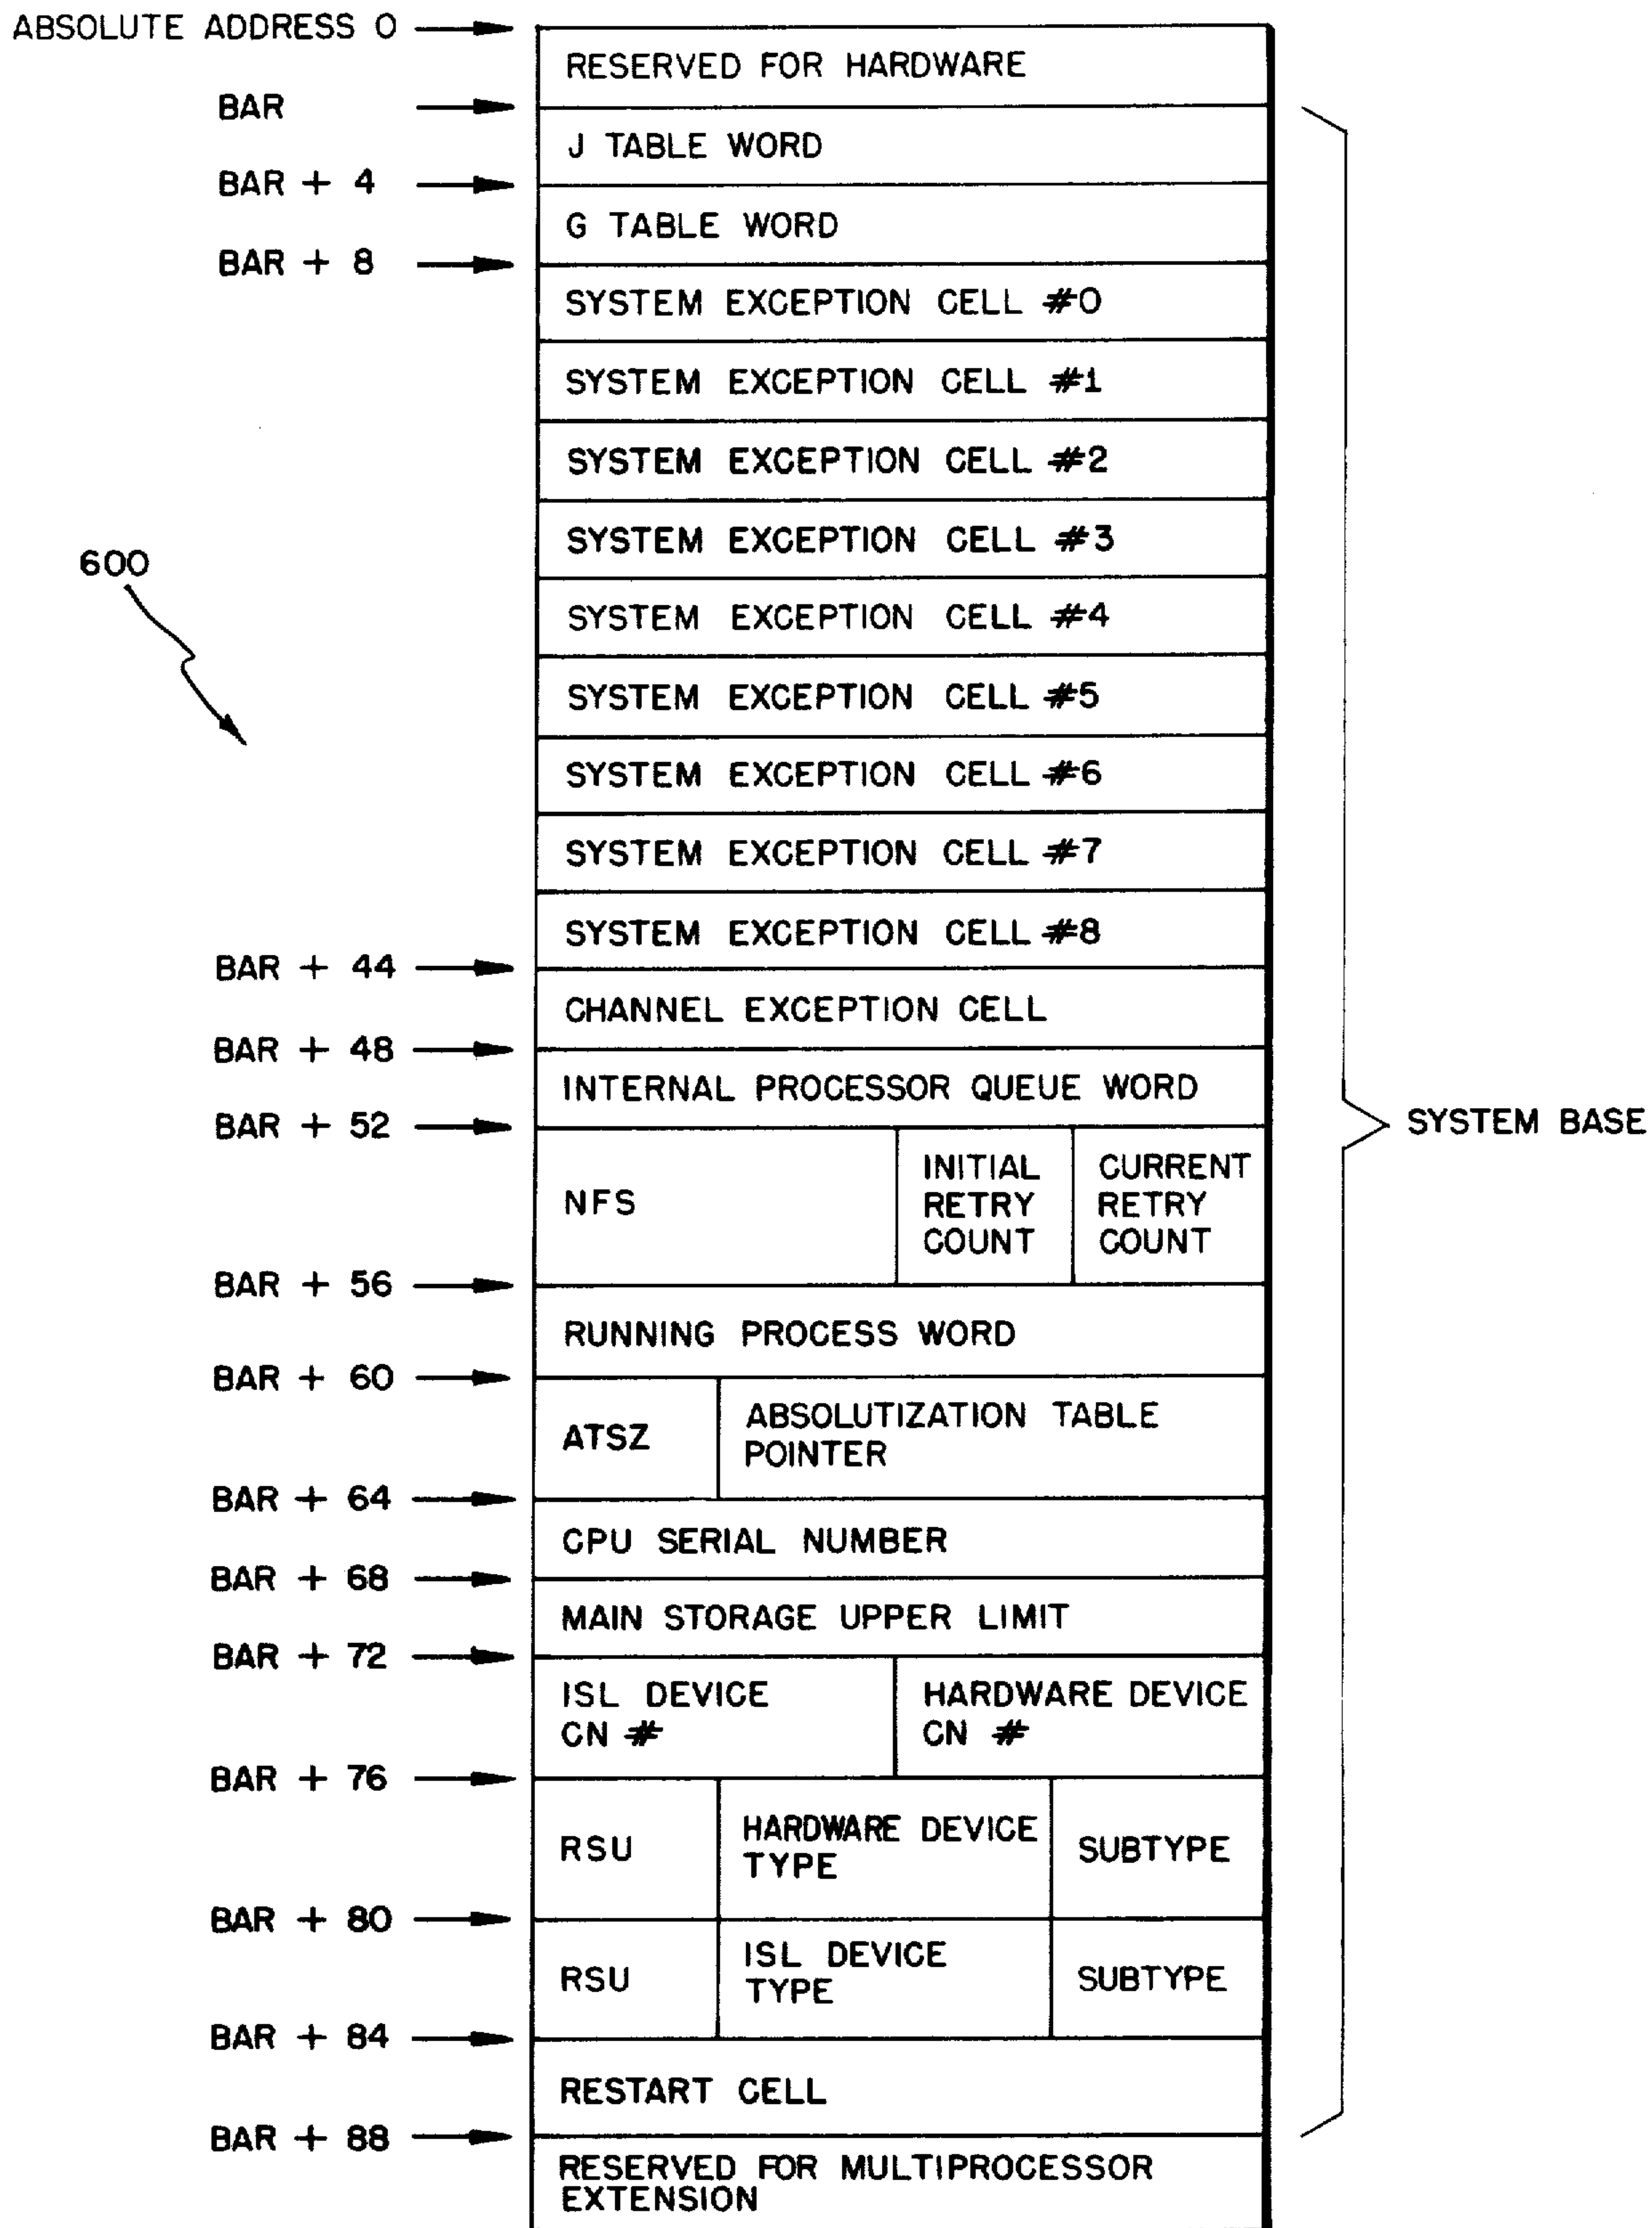 ABSOLUTE ADDRESS 0
RESERVED FOR HARDWARE
BAR
J TABLE WORD
BAR + 4
G TABLE WORD
BAR + 8
SYSTEM EXCEPTION CELL #0
SYSTEM EXCEPTION CELL #1
SYSTEM EXCEPTION CELL #2
SYSTEM EXCEPTION CELL #3
600
SYSTEM EXCEPTION CELL #4
SYSTEM EXCEPTION CELL #5
SYSTEM EXCEPTION CELL #6
SYSTEM EXCEPTION CELL #7
SYSTEM EXCEPTION CELL #8
BAR + 44
CHANNEL EXCEPTION CELL
BAR + 48
INTERNAL PROCESSOR QUEUE WORD
BAR + 52
SYSTEM BASE
NFS
INITIAL
RETRY
COUNT
CURRENT
RETRY
COUNT
BAR + 56
RUNNING PROCESS WORD
BAR + 60
ATSZ
ABSOLUTIZATION TABLE
POINTER
BAR + 64
CPU SERIAL NUMBER
BAR + 68
MAIN STORAGE UPPER LIMIT
BAR + 72
ISL DEVICE
CN #
HARDWARE DEVICE
CN #
BAR + 76
RSU
HARDWARE DEVICE
TYPE
SUBTYPE
BAR + 80
RSU
ISL DEVICE
TYPE
SUBTYPE
BAR + 84
RESTART CELL
BAR + 88
RESERVED FOR MULTIPROCESSOR
EXTENSION